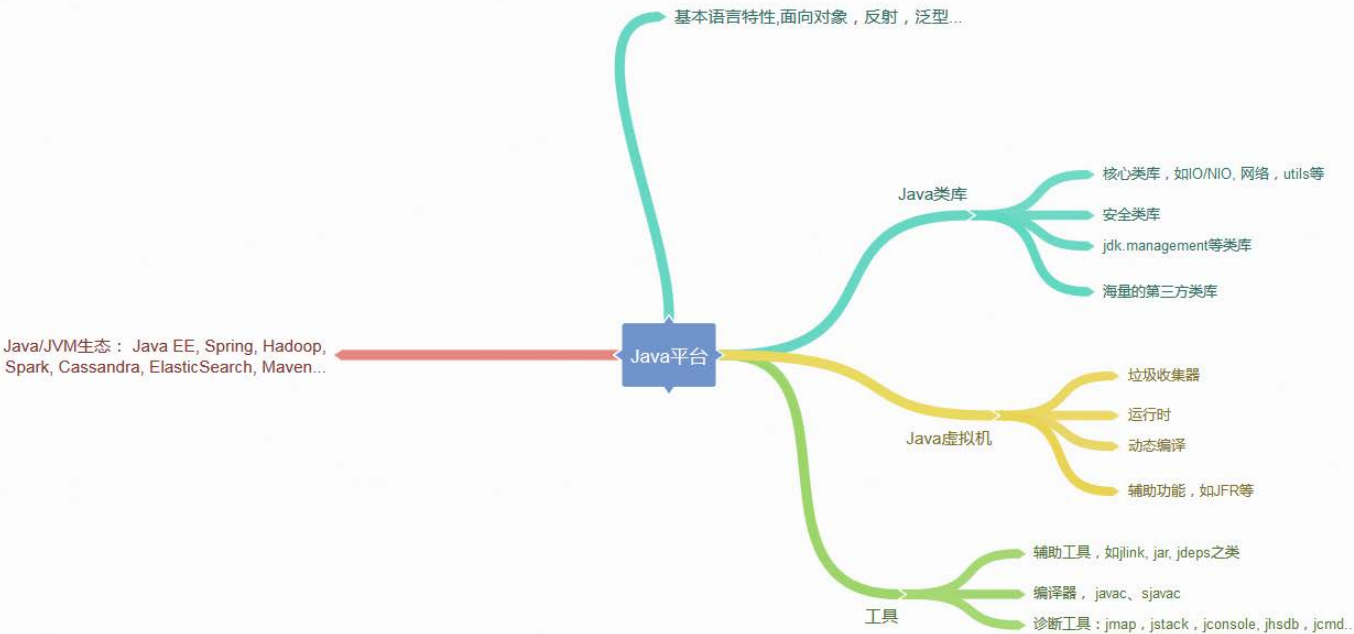 基本语言特性,面向对象，反射，泛型...
Java类库
核心类库，如IO/NIO, 网络，utils等
安全类库
jdk.management等类库
海量的第三方类库
Java/JVM生态： Java EE, Spring, Hadoop,
Spark, Cassandra, ElasticSearch, Maven...
Java平台
Java虚拟机
垃圾收集器
运行时
动态编译
辅助功能，如JFR等
工具
辅助工具，如jlink, jar, jdeps之类
编译器， javac、sjavac
诊断工具：jmap，jstack，jconsole, jhsdb，jcmd..